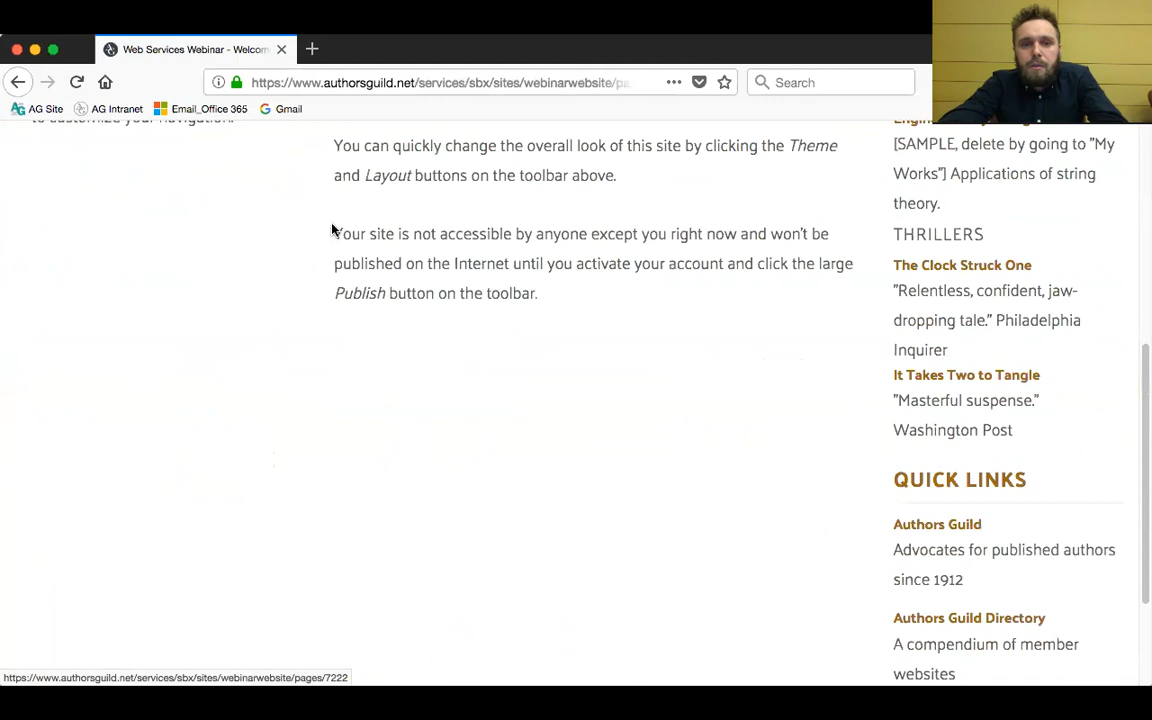 Web Services Webinar - Welcom
https://www.authorsguild.net/services/sbx/sites/webinarwebsite/pa
Search
AG Site
AG Intranet
Email_Office 365
Gmail
to customize your navigation.
You can quickly change the overall look of this site by clicking the Theme
and Layout buttons on the toolbar above.
Your site is not accessible by anyone except you right now and won't be
published on the Internet until you activate your account and click the large
Publish button on the toolbar.
[SAMPLE, delete by going to "My
Works"] Applications of string
theory.
THRILLERS
The Clock Struck One
"Relentless, confident, jaw-
dropping tale." Philadelphia
Inquirer
It Takes Two to Tangle
"Masterful suspense."
Washington Post
QUICK LINKS
Authors Guild
Advocates for published authors
since 1912
Authors Guild Directory
A compendium of member
websites
https://www.authorsguild.net/services/sbx/sites/webinarwebsite/pages/7222